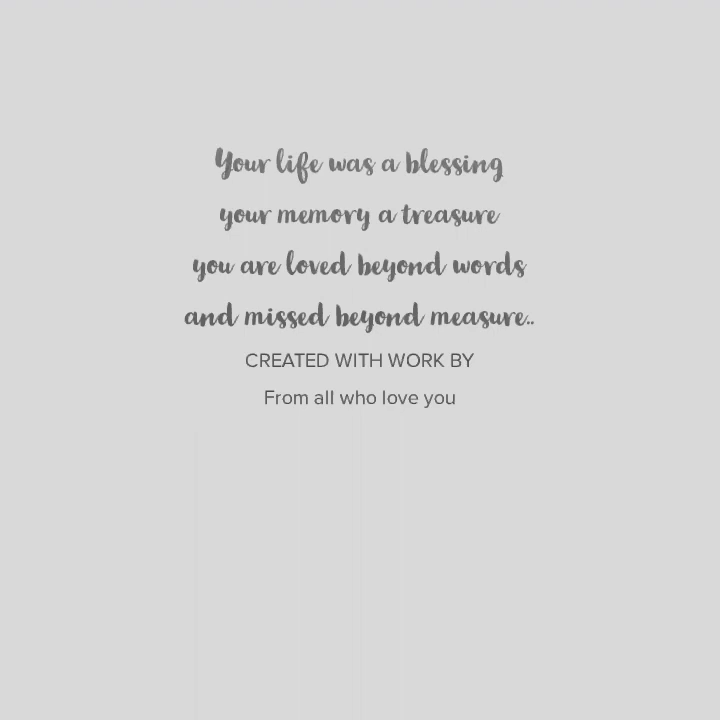 Your life was a blessing
your memory a treasure
you are loved beyond words
and missed beyond measure..
CREATED WITH WORK BY
From all who love you